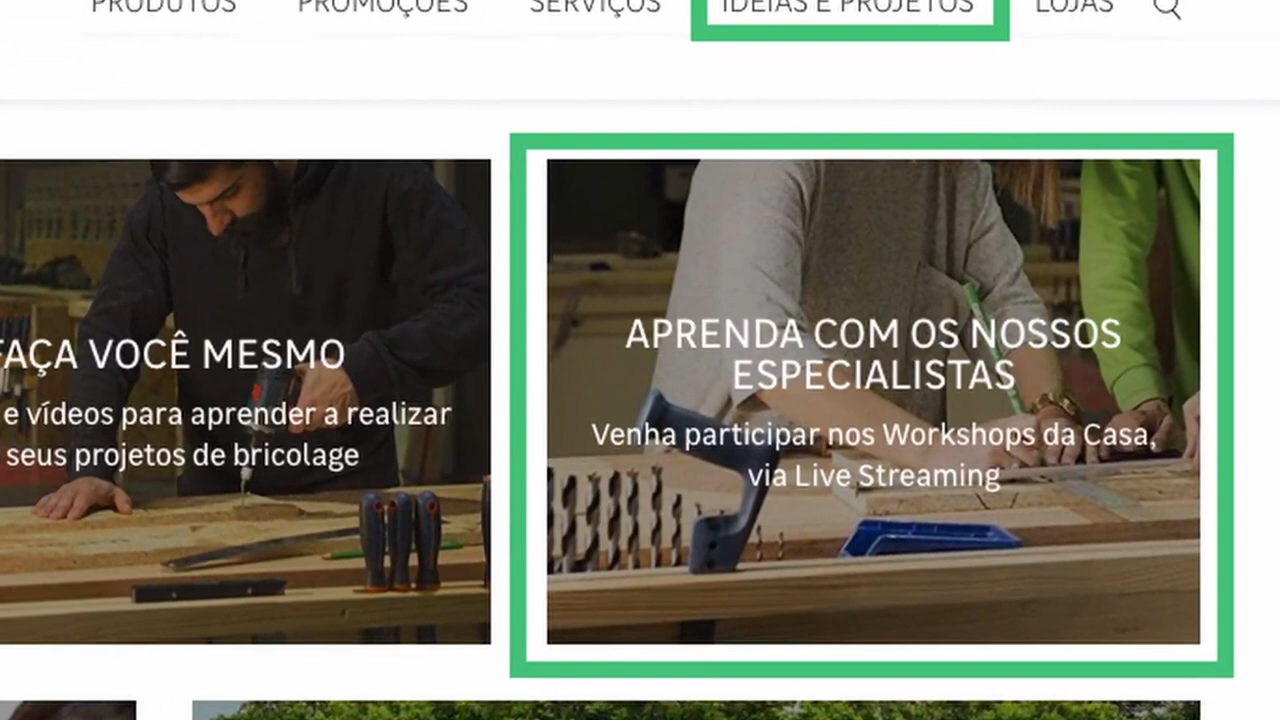 PRODUTOS PROMOÇÕES SERVIÇOS IDEIAS E PROJETOS LOJAS
FAÇA VOCÊ MESMO
e vídeos para aprender a realizar
seus projetos de bricolage
APRENDA COM OS NOSSOS
ESPECIALISTAS
Venha participar nos Workshops da Casa,
via Live Streaming